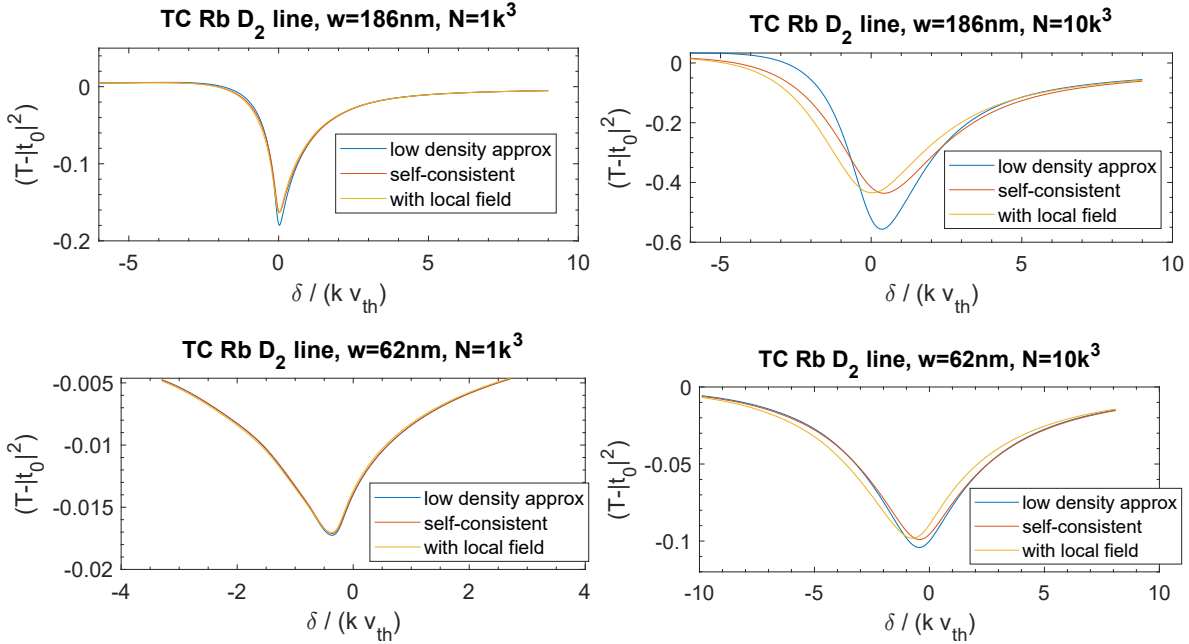 TC Rb D₂ line, w=186nm, N=1k³
0
-0.1
-0.2
(T-|t₀|²)
-5
0
5
10
δ / (k v_th)
low density approx
self-consistent
with local field
TC Rb D₂ line, w=186nm, N=10k³
0
-0.2
-0.4
-0.6
(T-|t₀|²)
-5
0
5
10
δ / (k v_th)
low density approx
self-consistent
with local field
TC Rb D₂ line, w=62nm, N=1k³
-0.005
-0.01
-0.015
-0.02
(T-|t₀|²)
-4
-2
0
2
4
δ / (k v_th)
low density approx
self-consistent
with local field
TC Rb D₂ line, w=62nm, N=10k³
0
-0.05
-0.1
(T-|t₀|²)
-10
-5
0
5
10
δ / (k v_th)
low density approx
self-consistent
with local field